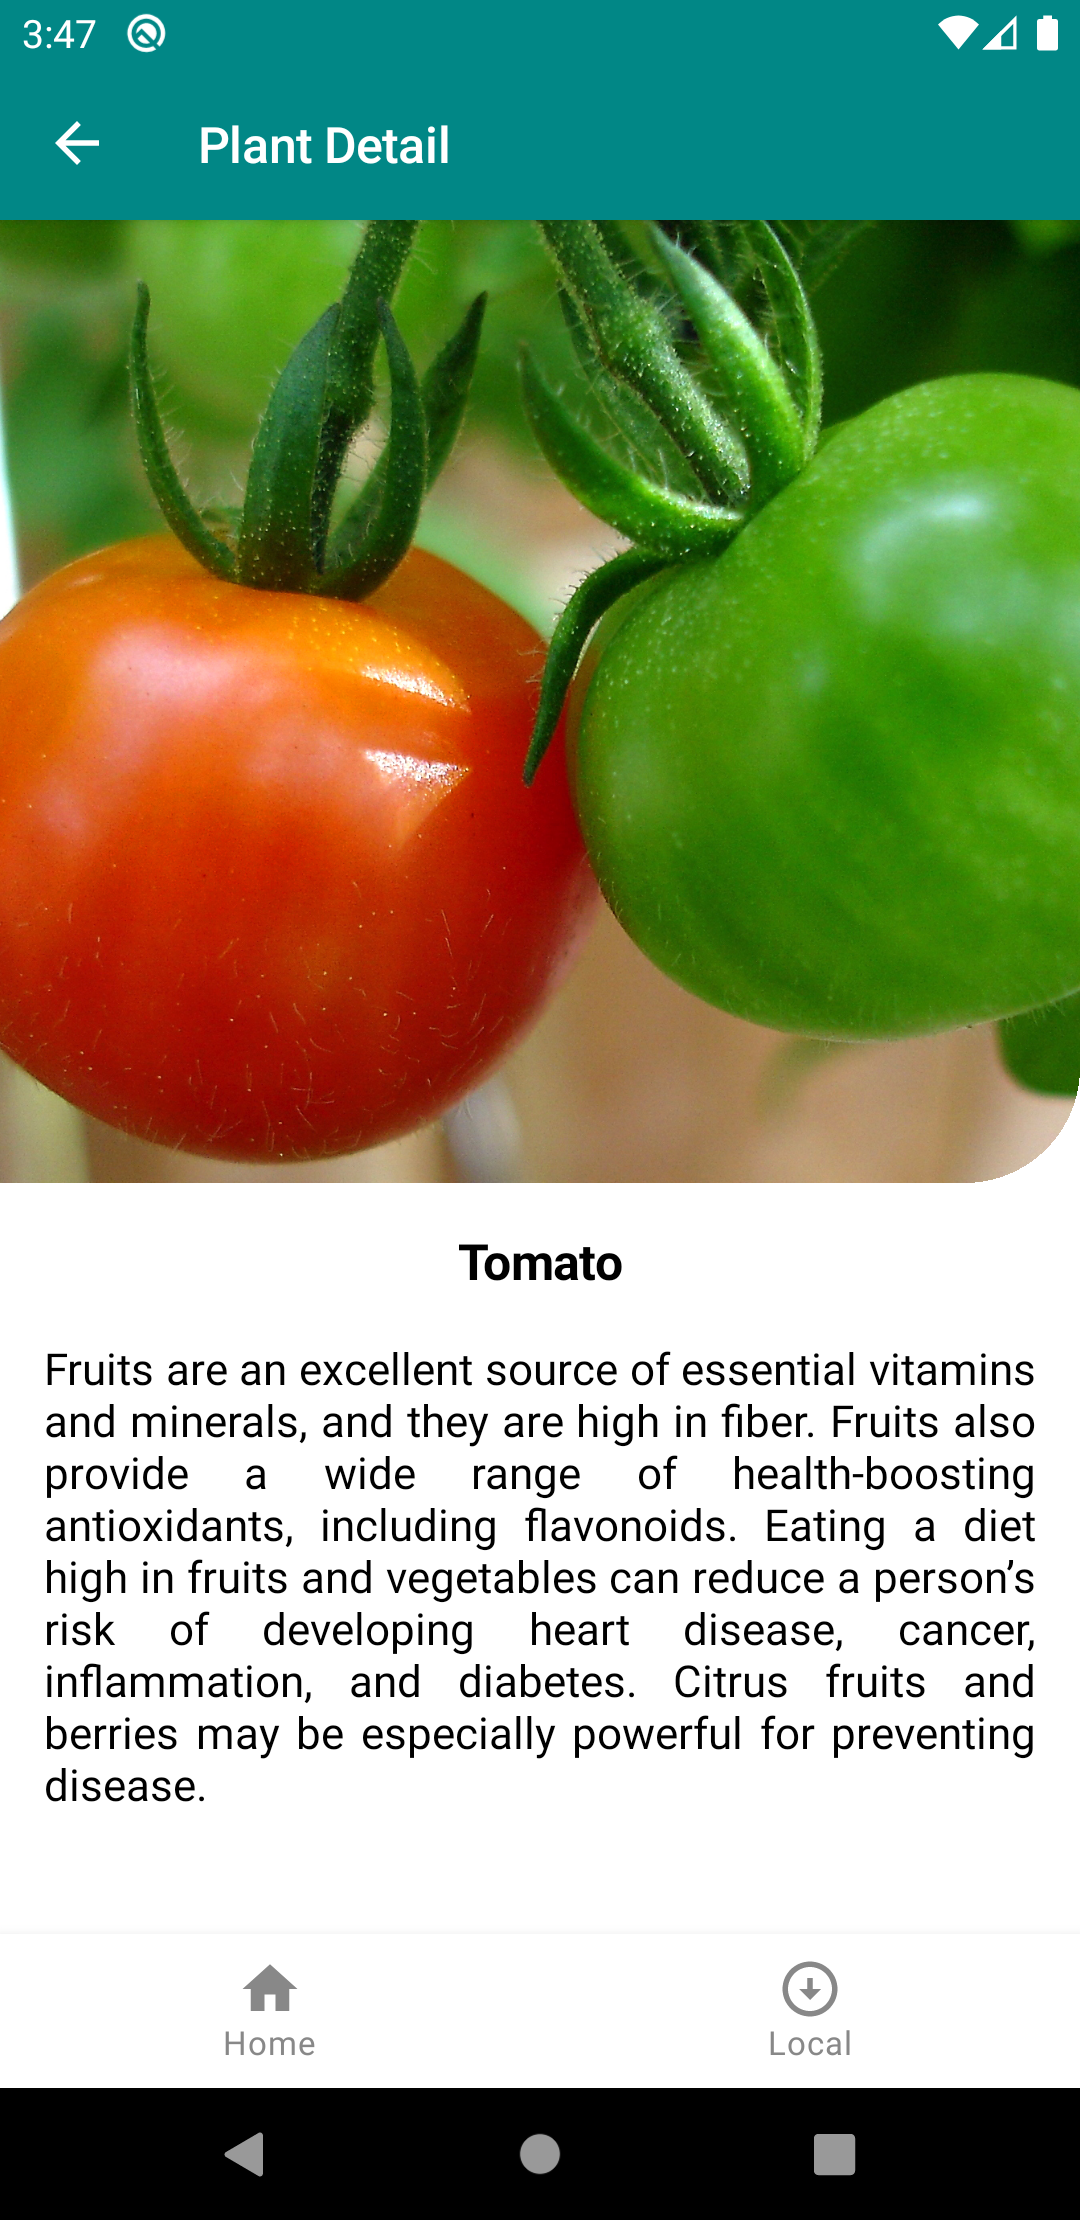 3:47
Plant Detail
Tomato
Fruits are an excellent source of essential vitamins
and minerals, and they are high in fiber. Fruits also
provide a wide range of health-boosting
antioxidants, including flavonoids. Eating a diet
high in fruits and vegetables can reduce a person’s
risk of developing heart disease, cancer,
inflammation, and diabetes. Citrus fruits and
berries may be especially powerful for preventing
disease.
Home
Local